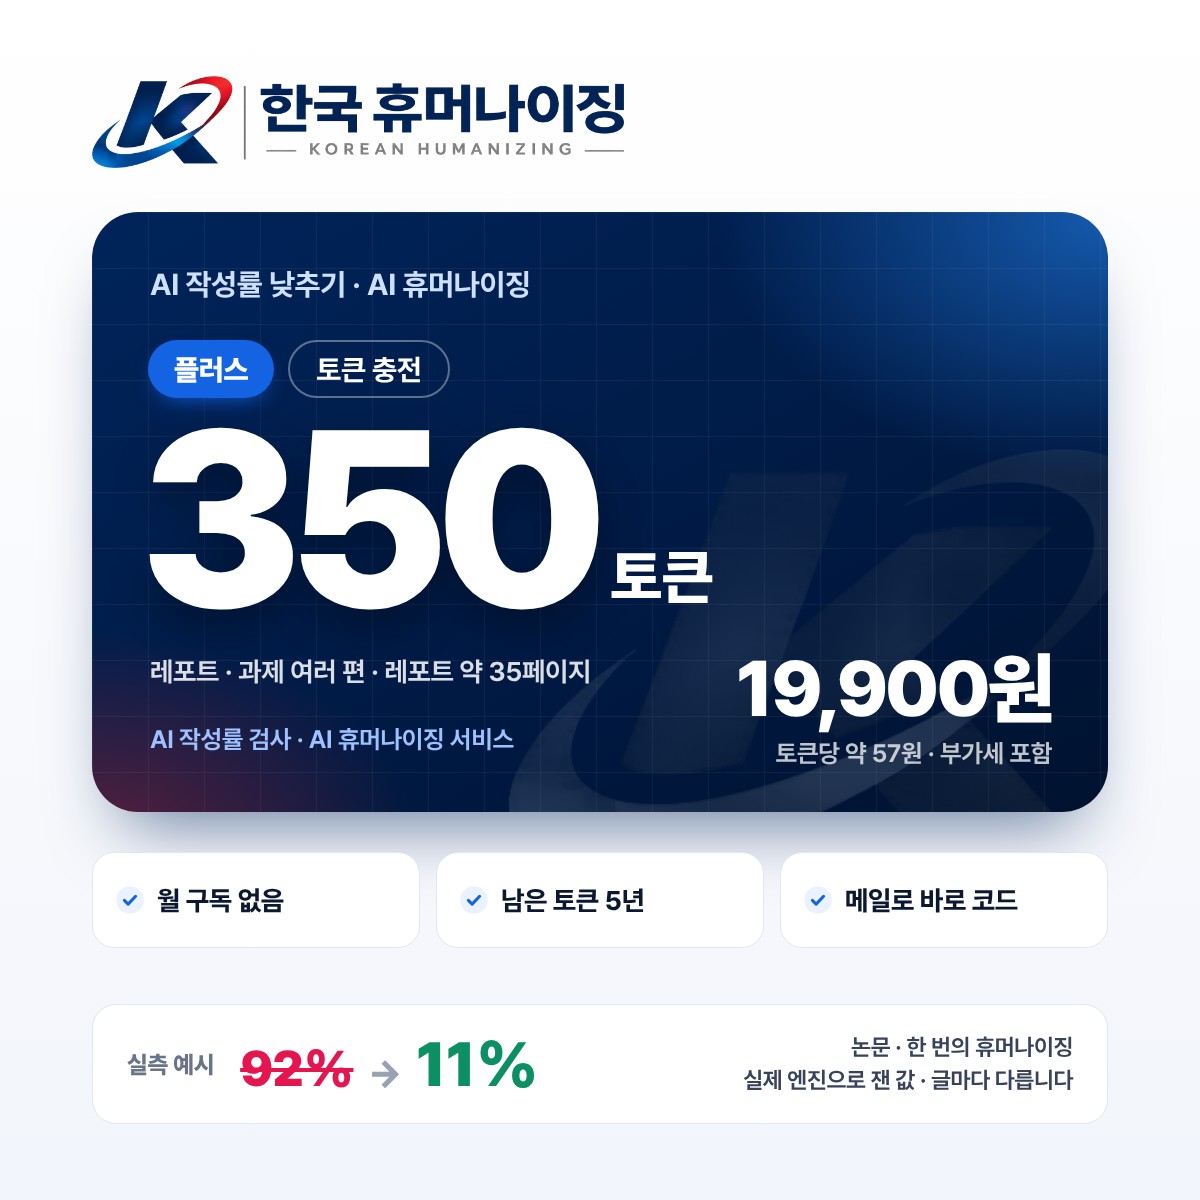 한국 휴머나이징
KOREAN HUMANIZING
AI 작성률 낮추기 · AI 휴머나이징
플러스
토큰 충전
350 토큰
레포트 · 과제 여러 편 · 레포트 약 35페이지
AI 작성률 검사 · AI 휴머나이징 서비스
19,900원
토큰당 약 57원 · 부가세 포함
월 구독 없음
남은 토큰 5년
메일로 바로 코드
실측 예시 92% → 11%
논문 · 한 번의 휴머나이징
실제 엔진으로 잰 값 · 글마다 다릅니다